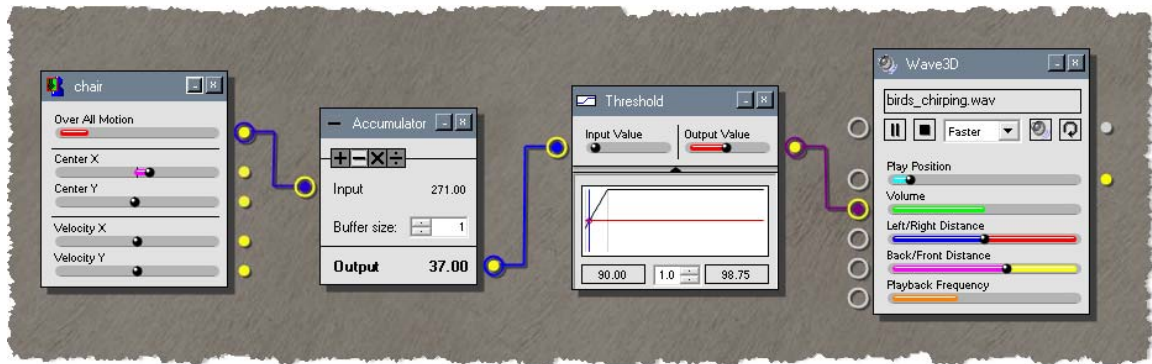 chair
Over All Motion
Center X
Center Y
Velocity X
Velocity Y
Accumulator
Input 271.00
Buffer size: 1
Output 37.00
Threshold
Input Value Output Value
90.00 1.0 98.75
Wave3D
birds_chirping.wav
Faster
Play Position
Volume
Left/Right Distance
Back/Front Distance
Playback Frequency